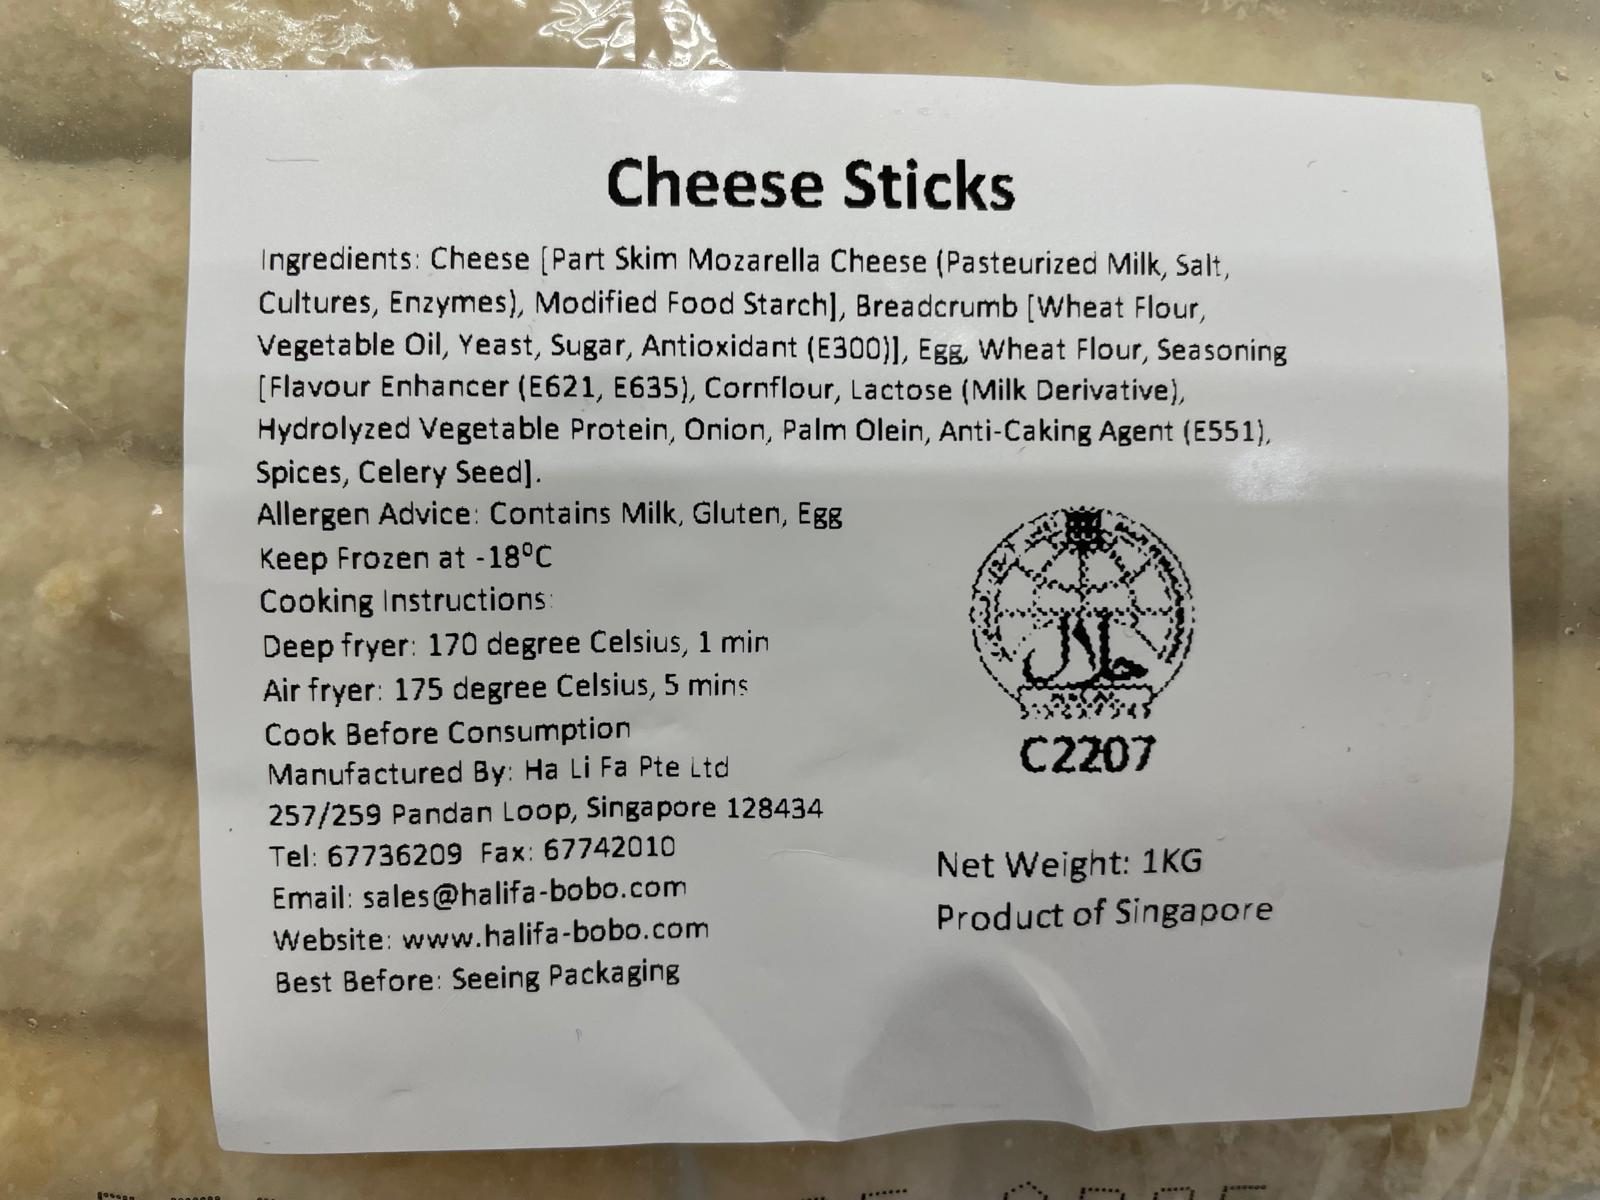 Cheese Sticks
Ingredients: Cheese [Part Skim Mozarella Cheese (Pasteurized Milk, Salt,
Cultures, Enzymes), Modified Food Starch], Breadcrumb [Wheat Flour,
Vegetable Oil, Yeast, Sugar, Antioxidant (E300)], Egg, Wheat Flour, Seasoning
[Flavour Enhancer (E621, E635), Cornflour, Lactose (Milk Derivative),
Hydrolyzed Vegetable Protein, Onion, Palm Olein, Anti-Caking Agent (E551),
Spices, Celery Seed].
Allergen Advice: Contains Milk, Gluten, Egg
Keep Frozen at -18⁰C
Cooking Instructions:
Deep fryer: 170 degree Celsius, 1 min
Air fryer: 175 degree Celsius, 5 mins
Cook Before Consumption
Manufactured By: Ha Li Fa Pte Ltd
257/259 Pandan Loop, Singapore 128434
Tel: 67736209 Fax: 67742010
Email: sales@halifa-bobo.com
Website: www.halifa-bobo.com
Best Before: Seeing Packaging
C2207
Net Weight: 1KG
Product of Singapore